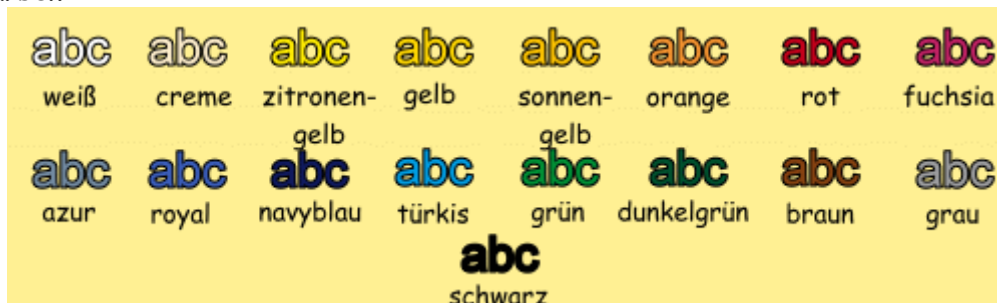 abc abc abc abc abc abc abc abc
weiß creme zitronen- gelb sonnen- orange rot fuchsia
gelb gelb
abc abc abc abc abc abc abc abc
azur royal navyblau türkis grün dunkelgrün braun grau
abc
schwarz